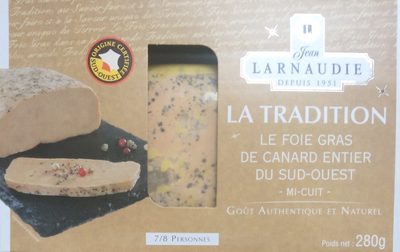 Jean
LARNAUDIE
DEPUIS 1951
ORIGINE CERTIFIÉE
SUD-OUEST
LA TRADITION
LE FOIE GRAS
DE CANARD ENTIER
DU SUD-OUEST
- MI-CUIT -
GOÛT AUTHENTIQUE ET NATUREL
7/8 PERSONNES
Poids net : 280g